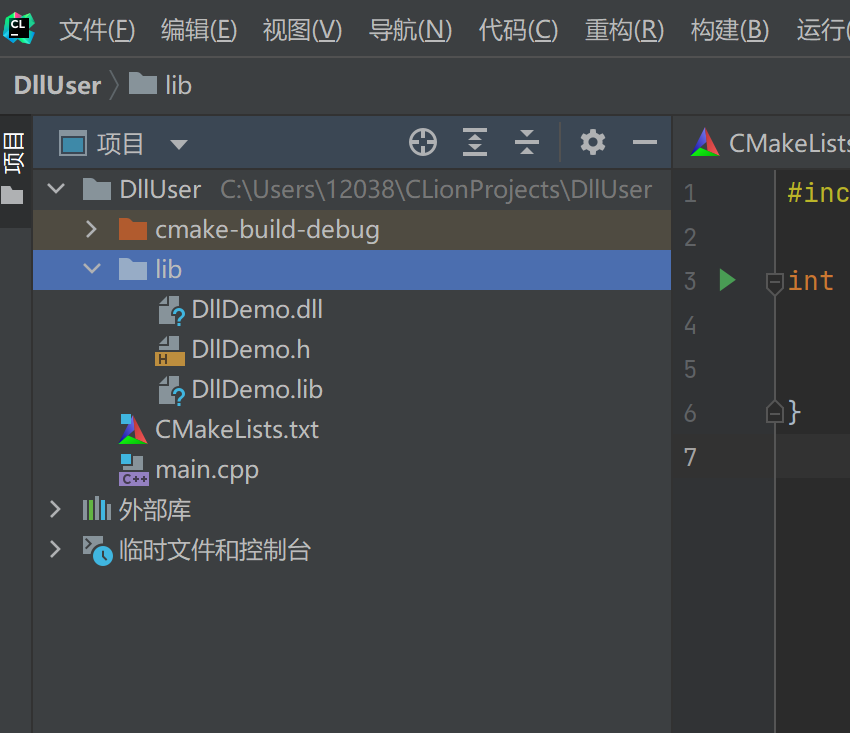 CL
文件(F) 编辑(E) 视图(V) 导航(N) 代码(C) 重构(R) 构建(B) 运行(
DllUser lib
项目
项目 CMakeLists
DllUser C:\Users\12038\CLionProjects\DllUser
cmake-build-debug
lib
DllDemo.dll
DllDemo.h
DllDemo.lib
CMakeLists.txt
main.cpp
外部库
临时文件和控制台
1 #inc
2
3 int
4
5
6 }
7